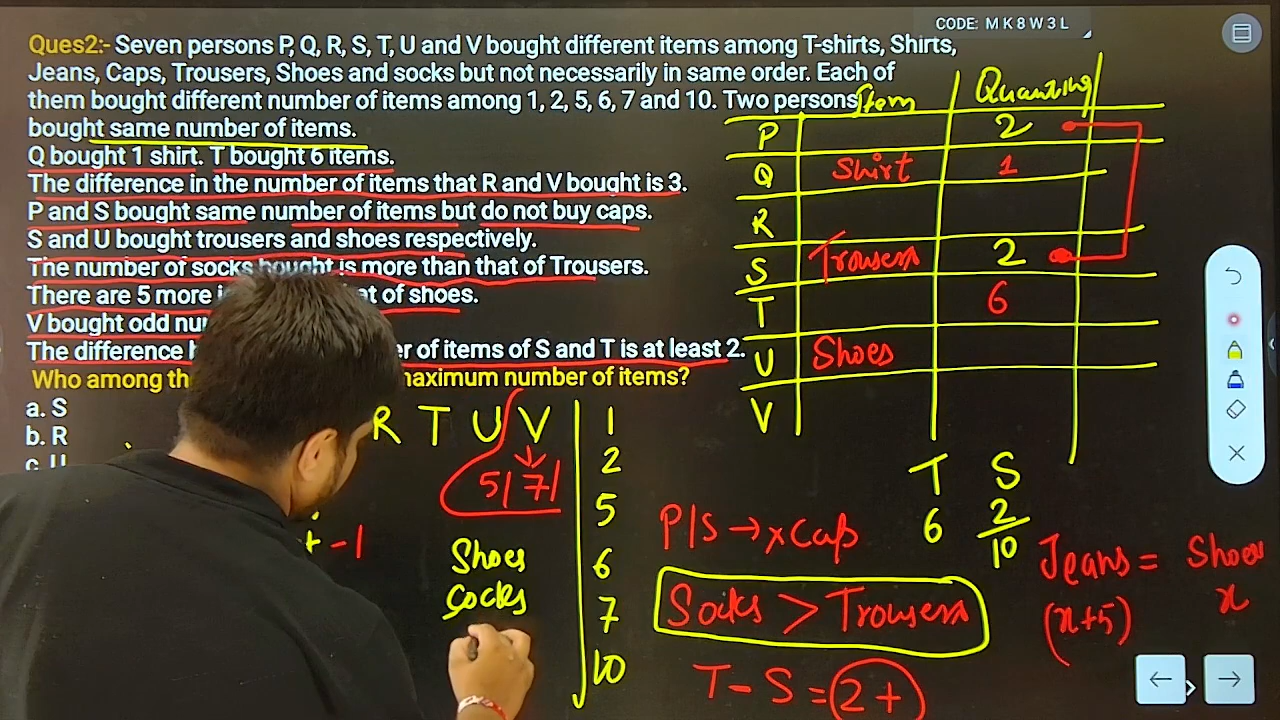 CODE: M K 8 W 3 L
Ques2:- Seven persons P, Q, R, S, T, U and V bought different items among T-shirts, Shirts,
Jeans, Caps, Trousers, Shoes and socks but not necessarily in same order. Each of
them bought different number of items among 1, 2, 5, 6, 7 and 10. Two persons
bought same number of items.
Q bought 1 shirt. T bought 6 items.
The difference in the number of items that R and V bought is 3.
P and S bought same number of items but do not buy caps.
S and U bought trousers and shoes respectively.
The number of socks bought is more than that of Trousers.
There are 5 more at of shoes.
V bought odd
The difference of items of S and T is at least 2.
Who among maximum number of items?
a. S
b. R
c. U
Item Quantity
P 2
Q Shirt 1
R
S Trousers 2
T 6
U Shoes
V
R T U V
5| 7|
Shoes
Socks
- 1
1
2
5
6
7
10
T S
6 2
10
P|S → x Caps
Socks > Trousers
T - S = 2+
Jeans = Shoes
(x+5) x